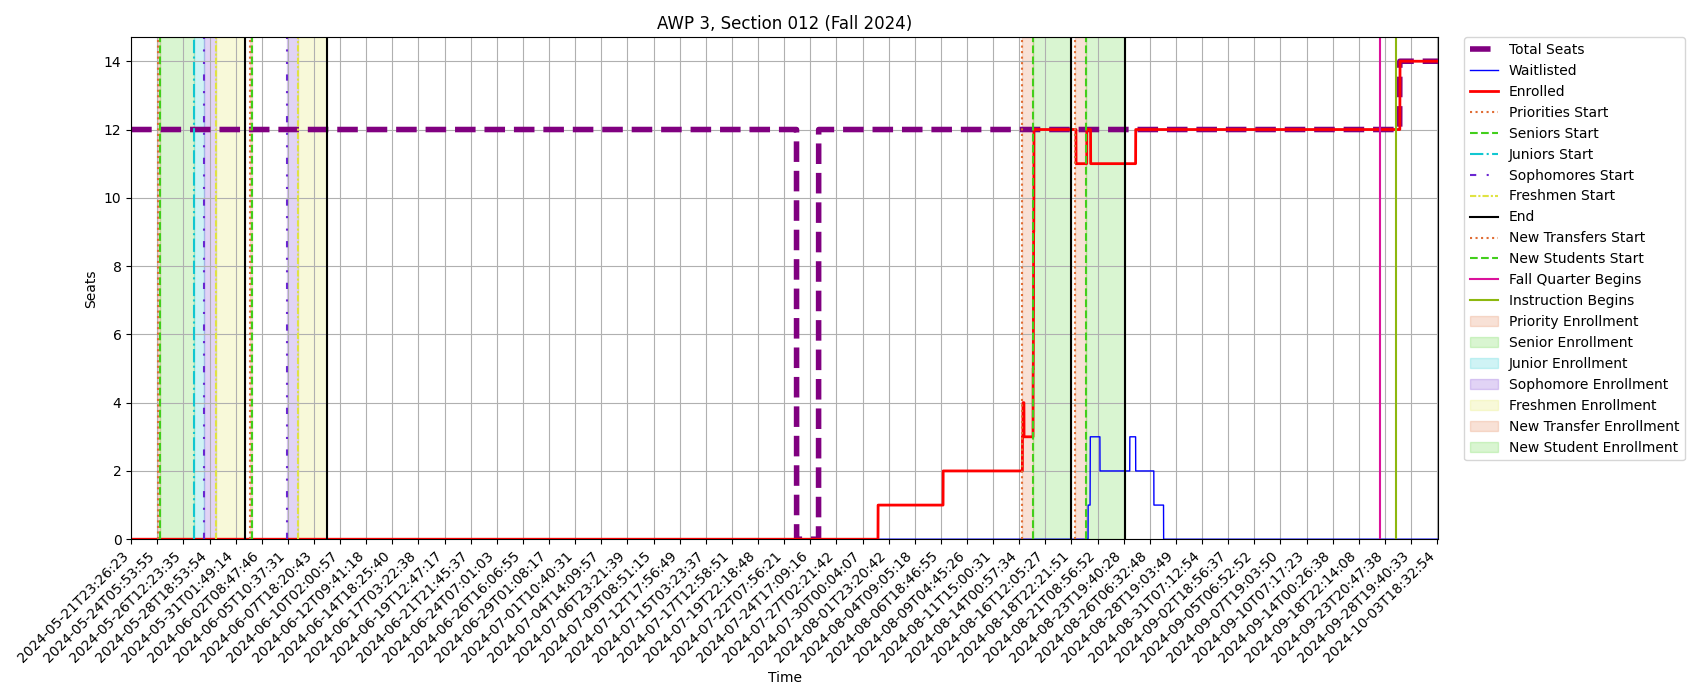 AWP 3, Section 012 (Fall 2024)
Seats
14
12
10
8
6
4
2
0
2024-05-21T23:26:23
2024-05-24T05:53:55
2024-05-26T12:23:35
2024-05-28T18:53:54
2024-05-31T01:49:14
2024-06-02T08:47:46
2024-06-05T10:37:31
2024-06-07T18:20:43
2024-06-10T02:00:57
2024-06-12T09:41:18
2024-06-14T18:25:40
2024-06-17T03:22:38
2024-06-19T12:47:17
2024-06-21T21:45:37
2024-06-24T07:01:03
2024-06-26T16:06:55
2024-06-29T01:08:17
2024-07-01T10:40:31
2024-07-04T14:09:57
2024-07-06T23:21:39
2024-07-09T08:51:15
2024-07-12T17:56:49
2024-07-15T03:23:37
2024-07-17T12:58:51
2024-07-19T22:18:48
2024-07-22T07:56:21
2024-07-24T17:09:16
2024-07-27T02:21:42
2024-07-30T00:04:07
2024-08-01T23:20:42
2024-08-04T09:05:18
2024-08-06T18:46:55
2024-08-09T04:45:26
2024-08-11T15:00:31
2024-08-14T00:57:34
2024-08-16T12:05:27
2024-08-18T22:21:51
2024-08-21T08:56:52
2024-08-23T19:40:28
2024-08-26T06:32:48
2024-08-28T19:03:49
2024-08-31T07:12:54
2024-09-02T18:56:37
2024-09-05T06:52:52
2024-09-07T19:03:50
2024-09-10T07:17:23
2024-09-14T00:26:38
2024-09-18T22:14:08
2024-09-23T20:47:38
2024-09-28T19:40:33
2024-10-03T18:32:54
Time
Total Seats
Waitlisted
Enrolled
Priorities Start
Seniors Start
Juniors Start
Sophomores Start
Freshmen Start
End
New Transfers Start
New Students Start
Fall Quarter Begins
Instruction Begins
Priority Enrollment
Senior Enrollment
Junior Enrollment
Sophomore Enrollment
Freshmen Enrollment
New Transfer Enrollment
New Student Enrollment